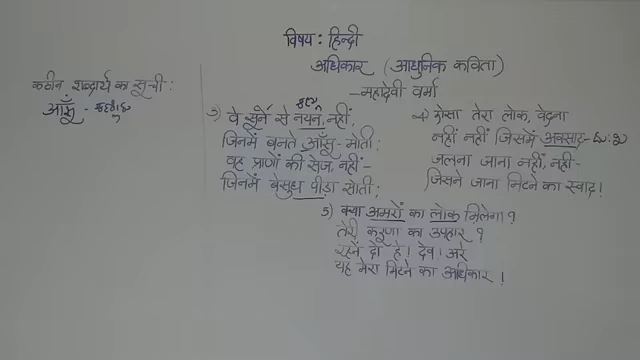 विषय : हिन्दी
अधिकार (आधुनिक कविता)
-महादेवी वर्मा
कठीन शब्दार्थ का सूची :
आँसू -
3) वे सूने से नयन, नहीं
जिनमें बनते आँसू-मोती;
वह प्राणों की सेज, नहीं-
जिनमें बेसुध पीड़ा सोती;
4) ऐसा तेरा लोक, वेदना
नहीं नहीं जिसमें अवसाद-
जलना जाना नहीं, नहीं-
जिसने जाना मिटने का स्वाद!
5) क्या अमरों का लोक मिलेगा?
तेरी करुणा का उपहार ?
रहने दो हे! देव! अरे
यह मेरा मिटने का अधिकार !